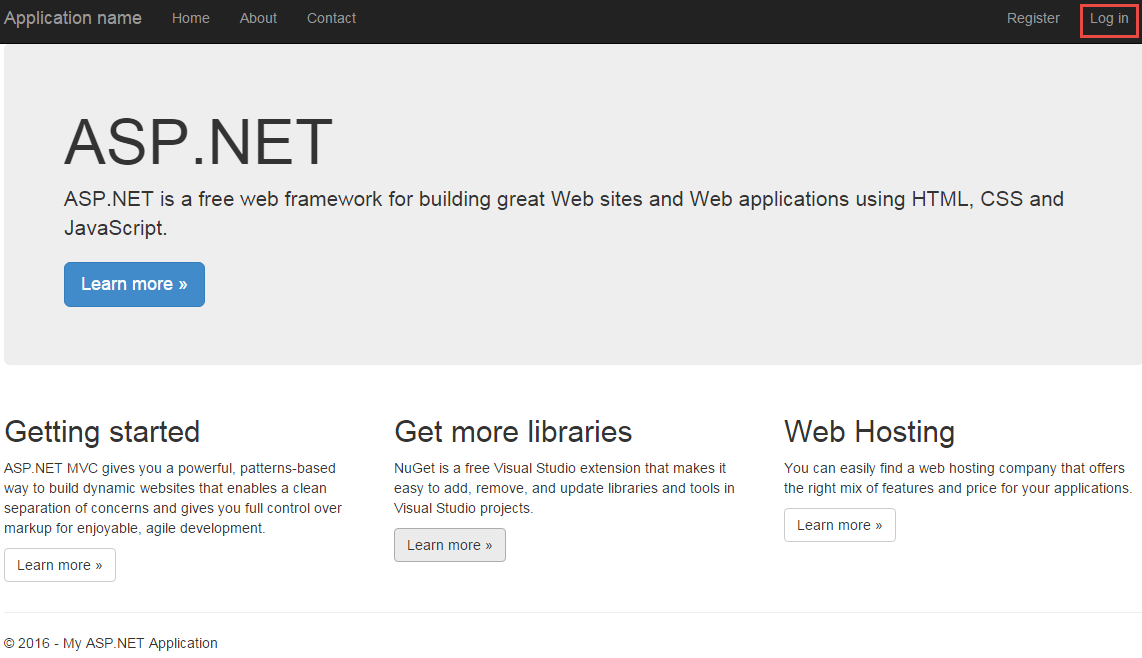 Application name Home About Contact Register Log in
ASP.NET
ASP.NET is a free web framework for building great Web sites and Web applications using HTML, CSS and
JavaScript.
Learn more »
Getting started
ASP.NET MVC gives you a powerful, patterns-based
way to build dynamic websites that enables a clean
separation of concerns and gives you full control over
markup for enjoyable, agile development.
Learn more »
Get more libraries
NuGet is a free Visual Studio extension that makes it
easy to add, remove, and update libraries and tools in
Visual Studio projects.
Learn more »
Web Hosting
You can easily find a web hosting company that offers
the right mix of features and price for your applications.
Learn more »
© 2016 - My ASP.NET Application